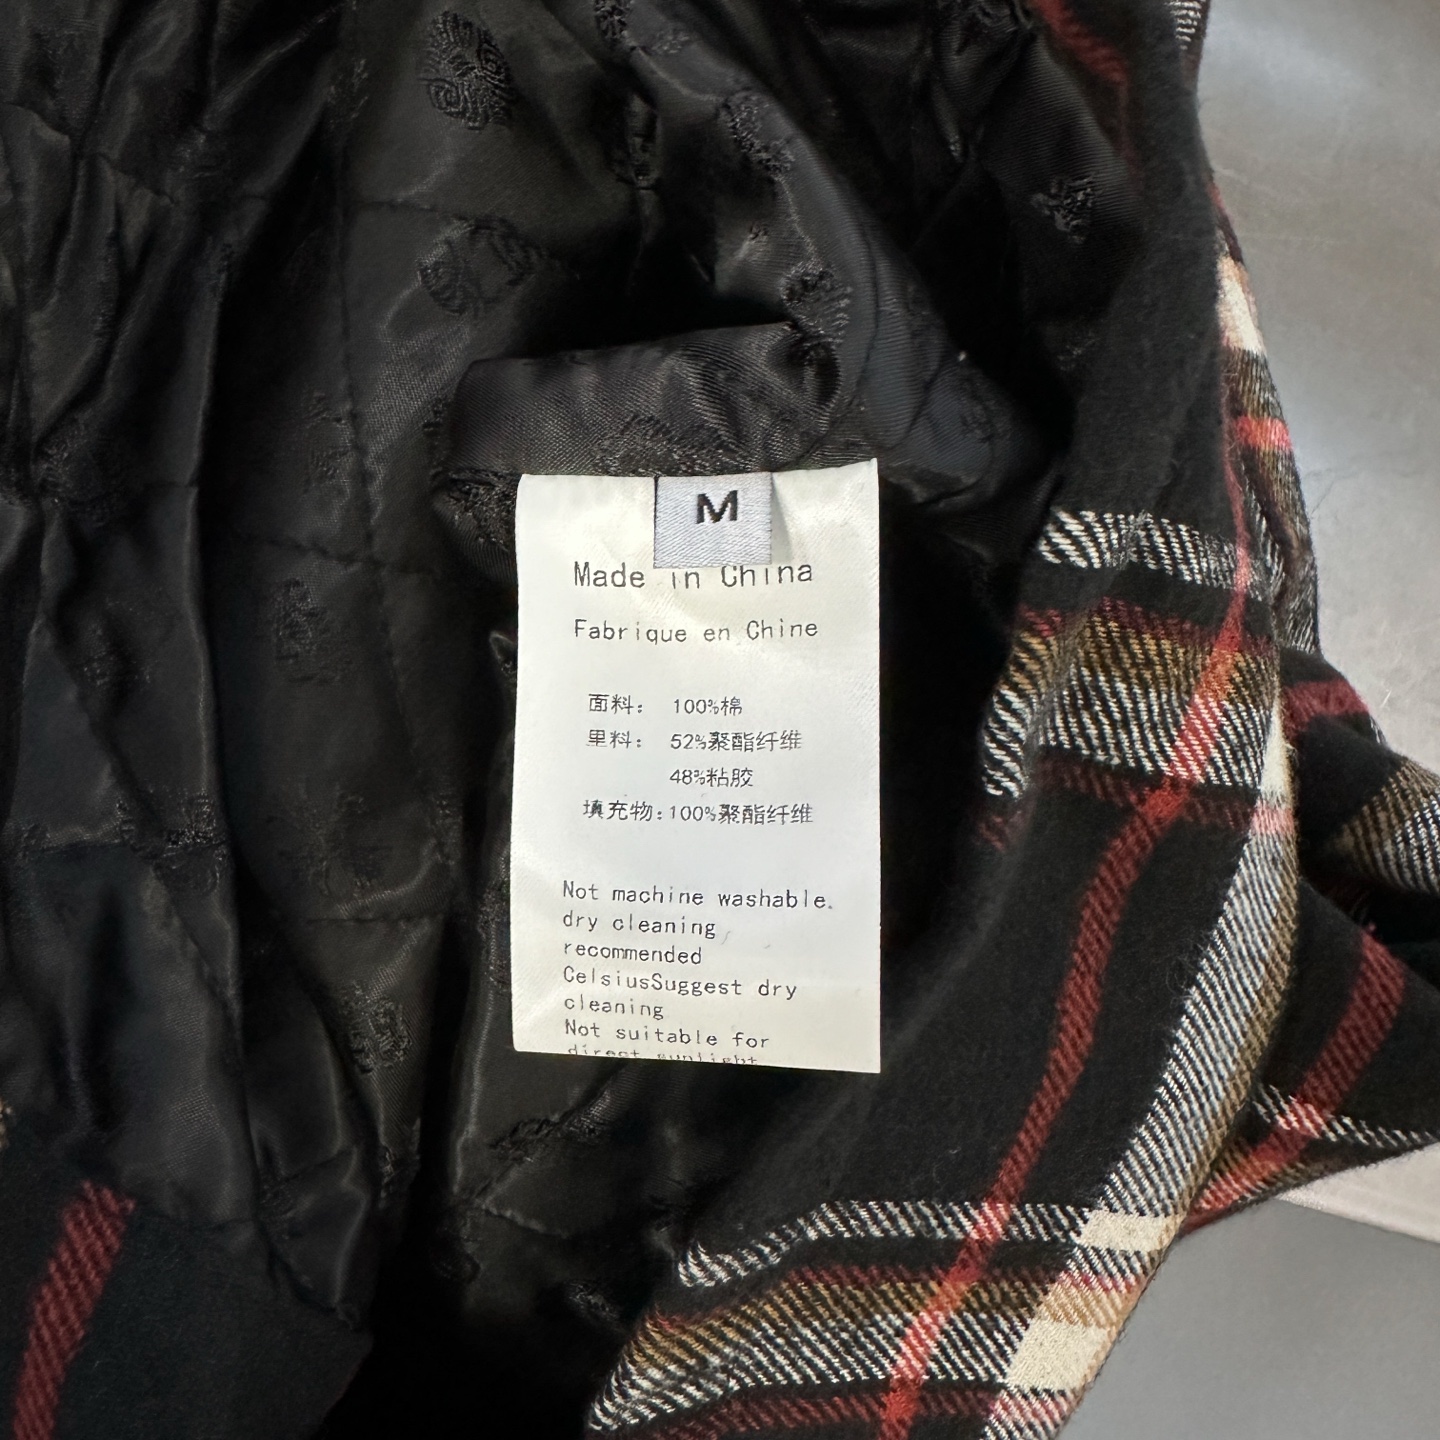 M
Made in China
Fabrique en Chine
面料： 100%棉
里料： 52%聚酯纤维
48%粘胶
填充物：100%聚酯纤维
Not machine washable.
dry cleaning
recommended
CelsiusSuggest dry
cleaning
Not suitable for
direct sunlight